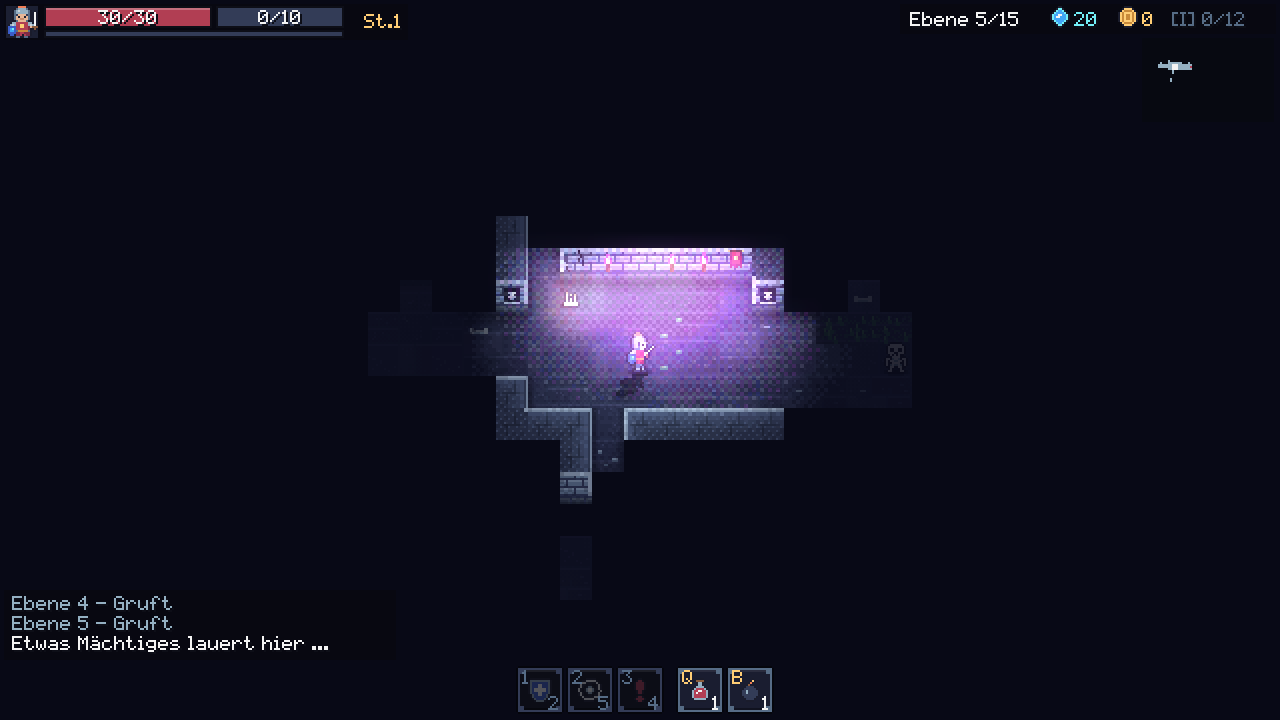 30/30 0/10 St.1 Ebene 5/15 20 0 [I] 0/12
Ebene 4 – Gruft
Ebene 5 – Gruft
Etwas Mächtiges lauert hier ...
1 2 2 5 3 4 Q 1 B 1